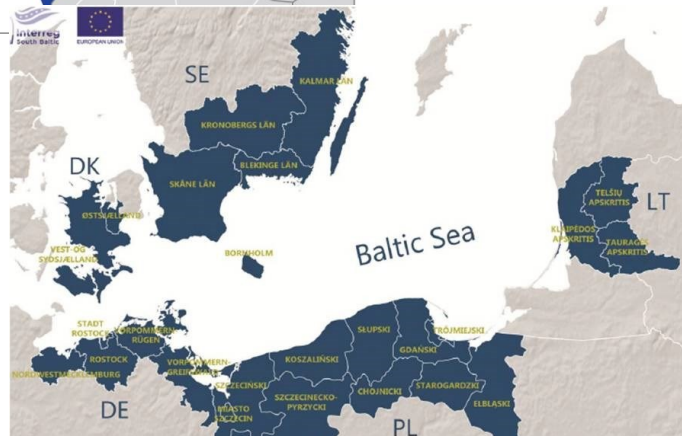 Interreg
South Baltic
EUROPEAN UNION
SE
KALMAR LÄN
KRONOBERGS LÄN
BLEKINGE LÄN
SKÅNE LÄN
DK
ØSTSJÆLLAND
VEST-OG
SYDSJÆLLAND
BORNHOLM
Baltic Sea
TELŠIŲ
APSKRITIS
LT
KLAIPĖDOS
APSKRITIS
TAURAGĖS
APSKRITIS
STADT
ROSTOCK
VORPOMMERN-
RÜGEN
ROSTOCK
NORDWESTMECKLENBURG
VORPOMMERN-
GREIFSWALD
DE
SZCZECIŃSKI
MIASTO
SZCZECIN
KOSZALIŃSKI
SZCZECINECKO-
PYRZYCKI
SŁUPSKI
TRÓJMIEJSKI
GDAŃSKI
CHOJNICKI
STAROGARDZKI
ELBLĄSKI
PL